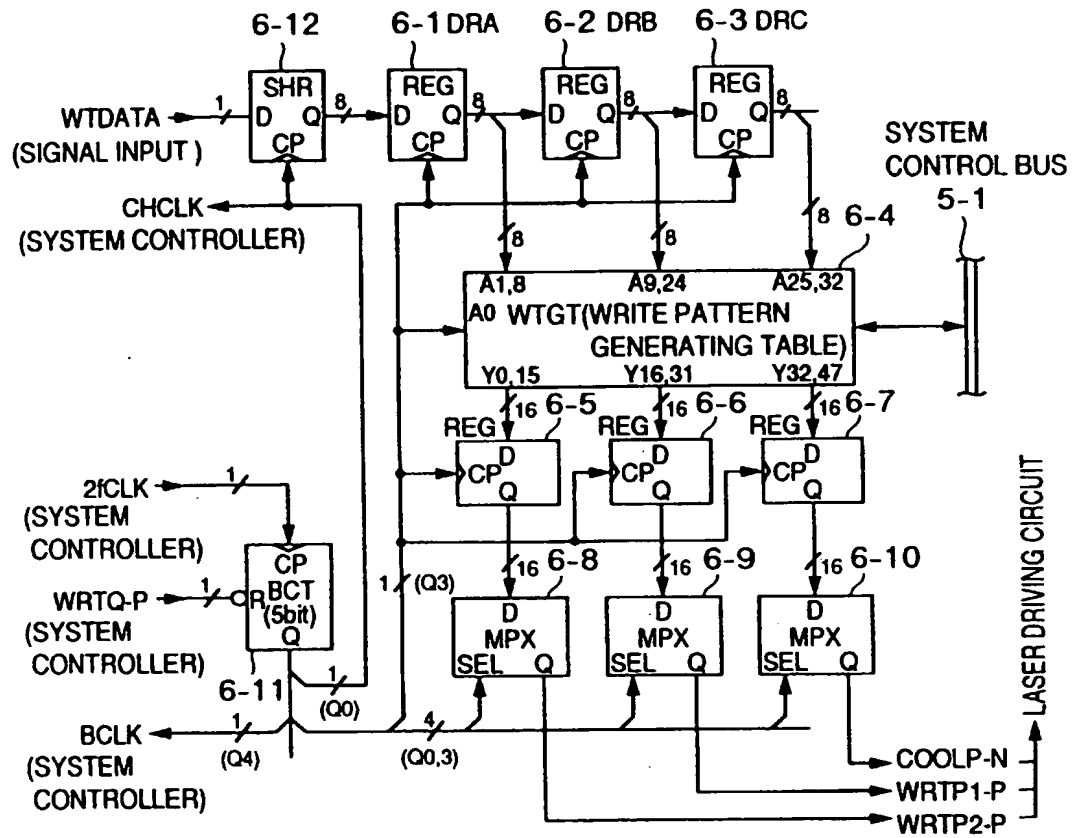 6-12
6-1 DRA
6-2 DRB
6-3 DRC
SHR
REG
REG
REG
WTDATA
(SIGNAL INPUT )
1
D Q
CP
8
D Q
CP
8
D Q
CP
8
D Q
CP
8
SYSTEM
CONTROL BUS
5-1
CHCLK
(SYSTEM CONTROLLER)
8
8
8
6-4
A1,8
A9,24
A25,32
A0
WTGT(WRITE PATTERN
GENERATING TABLE)
Y0,15
Y16,31
Y32,47
16
6-5
16
6-6
16
6-7
REG
REG
REG
D
CP
Q
D
CP
Q
D
CP
Q
2fCLK
(SYSTEM
CONTROLLER)
1
16
6-8
16
6-9
16
6-10
CP
R
BCT
(5bit)
Q
WRTQ-P
(SYSTEM
CONTROLLER)
1
1
(Q3)
D
MPX
SEL Q
D
MPX
SEL Q
D
MPX
SEL Q
6-11
1
(Q0)
BCLK
(SYSTEM
CONTROLLER)
1
(Q4)
4
(Q0,3)
LASER DRIVING CIRCUIT
COOLP-N
WRTP1-P
WRTP2-P